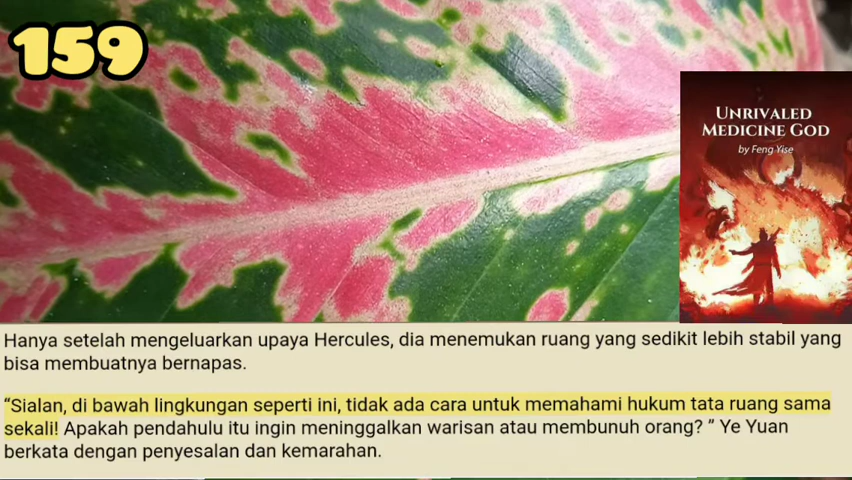 159
UNRIVALED
MEDICINE GOD
by Feng Yise
Hanya setelah mengeluarkan upaya Hercules, dia menemukan ruang yang sedikit lebih stabil yang
bisa membuatnya bernapas.
“Sialan, di bawah lingkungan seperti ini, tidak ada cara untuk memahami hukum tata ruang sama
sekali! Apakah pendahulu itu ingin meninggalkan warisan atau membunuh orang? ” Ye Yuan
berkata dengan penyesalan dan kemarahan.